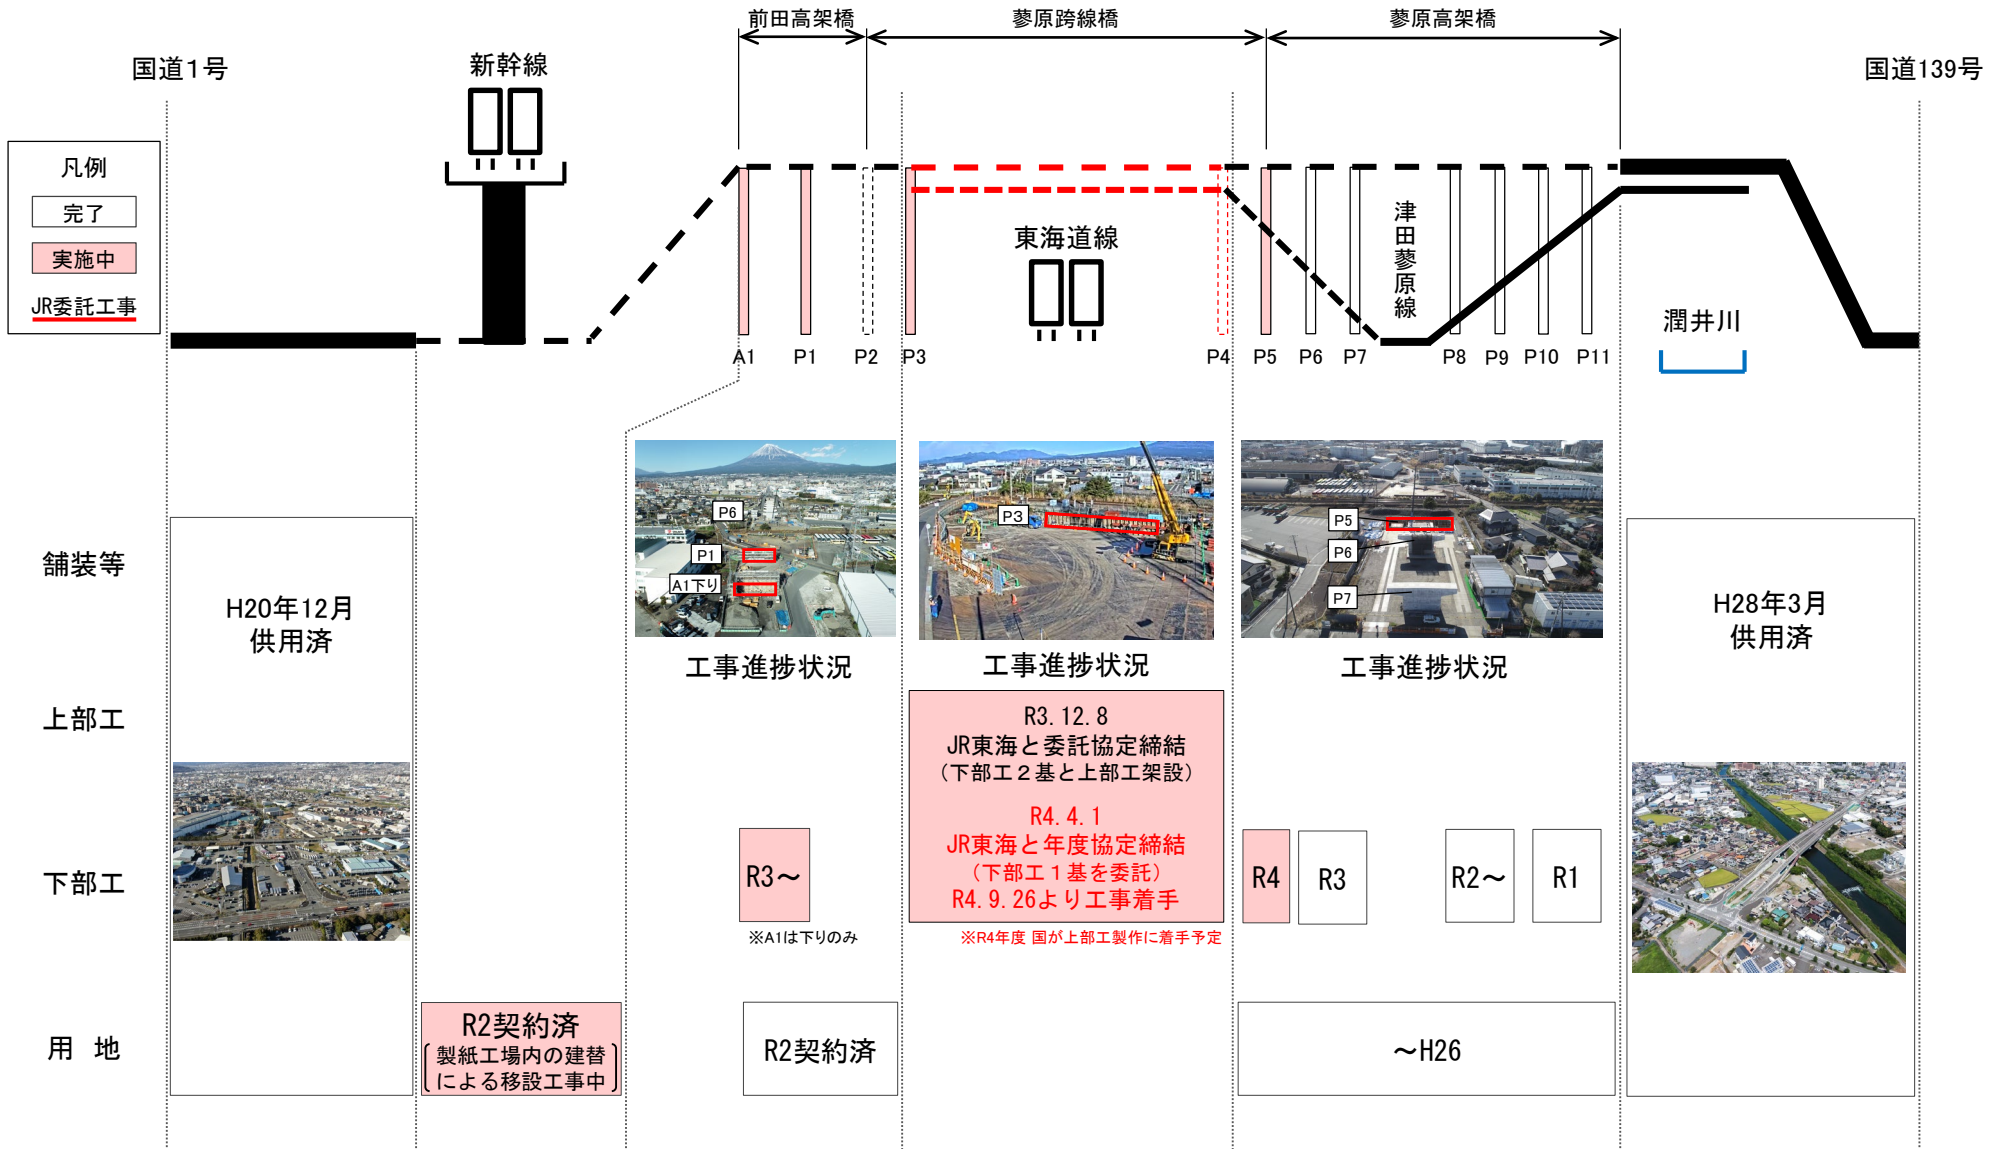 前田高架橋
蓼原跨線橋
蓼原高架橋
国道1号
新幹線
国道139号
凡例
完了
実施中
JR委託工事
東海道線
津田蓼原線
潤井川
A1
P1
P2
P3
P4
P5
P6
P7
P8
P9
P10
P11
P6
P1
A1下り
P3
P5
P6
P7
工事進捗状況
工事進捗状況
工事進捗状況
舗装等
上部工
下部工
用 地
H20年12月
供用済
H28年3月
供用済
R3.12.8
JR東海と委託協定締結
（下部工２基と上部工架設）
R4.4.1
JR東海と年度協定締結
（下部工１基を委託）
R4.9.26より工事着手
※R4年度 国が上部工製作に着手予定
R3～
※A1は下りのみ
R4
R3
R2～
R1
R2契約済
製紙工場内の建替
による移設工事中
R2契約済
～H26